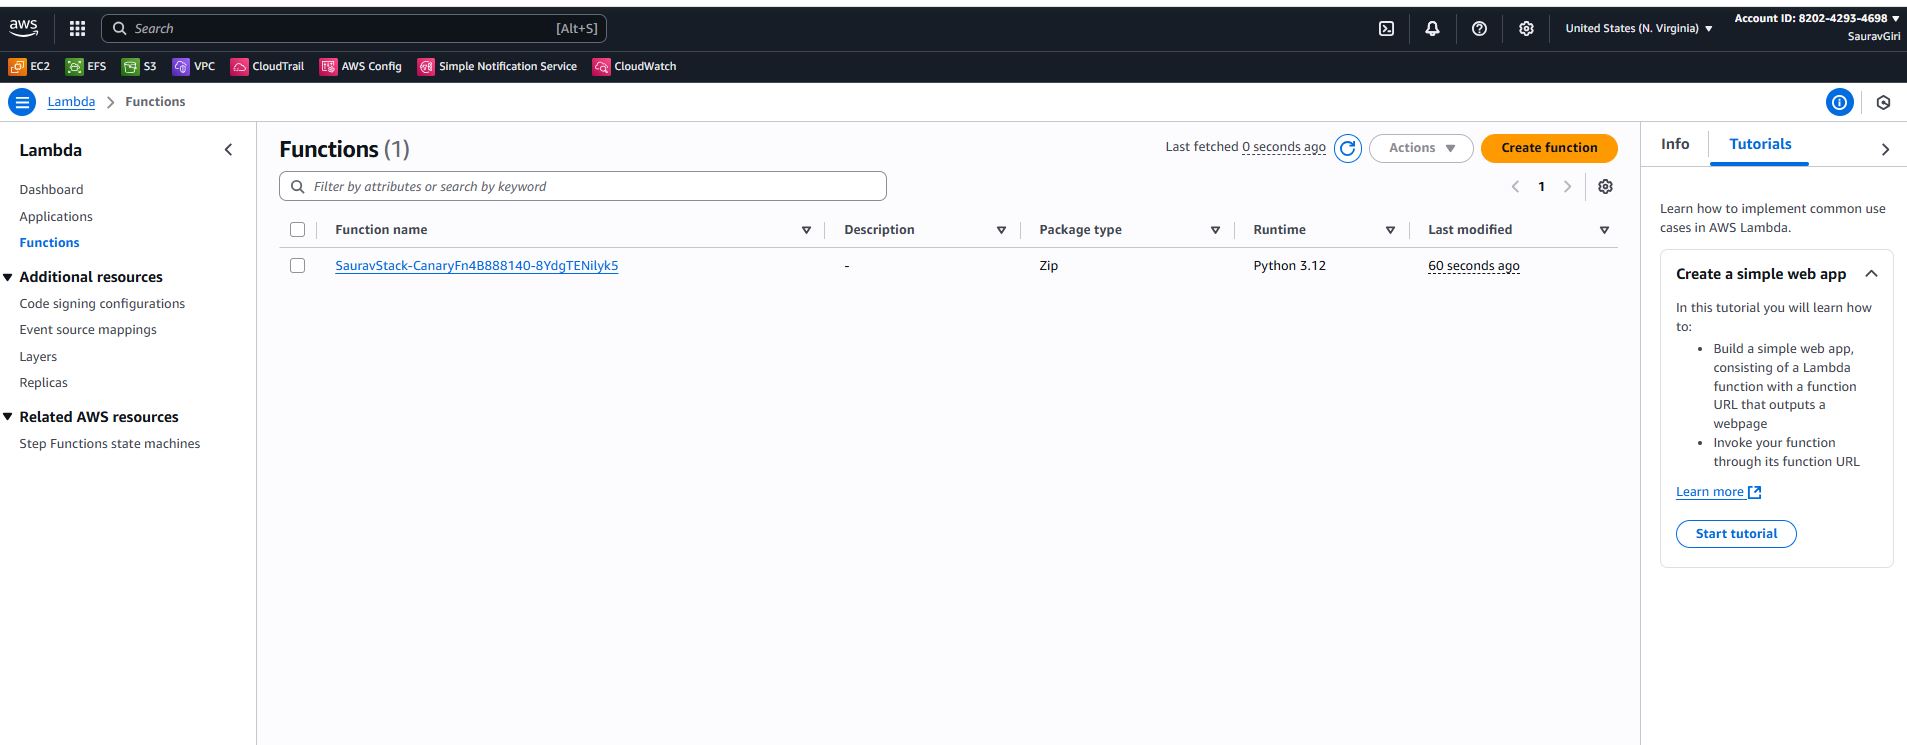 aws
Search [Alt+S]
United States (N. Virginia)
Account ID: 8202-4293-4698
SauravGiri
EC2 EFS S3 VPC CloudTrail AWS Config Simple Notification Service CloudWatch
Lambda Functions
Lambda
Dashboard
Applications
Functions
Additional resources
Code signing configurations
Event source mappings
Layers
Replicas
Related AWS resources
Step Functions state machines
Functions (1)
Last fetched 0 seconds ago
Actions
Create function
Filter by attributes or search by keyword
1
Function name Description Package type Runtime Last modified
SauravStack-CanaryFn4B888140-8YdgTENilyk5 - Zip Python 3.12 60 seconds ago
Info Tutorials
Learn how to implement common use
cases in AWS Lambda.
Create a simple web app
In this tutorial you will learn how
to:
• Build a simple web app,
consisting of a Lambda
function with a function
URL that outputs a
webpage
• Invoke your function
through its function URL
Learn more
Start tutorial